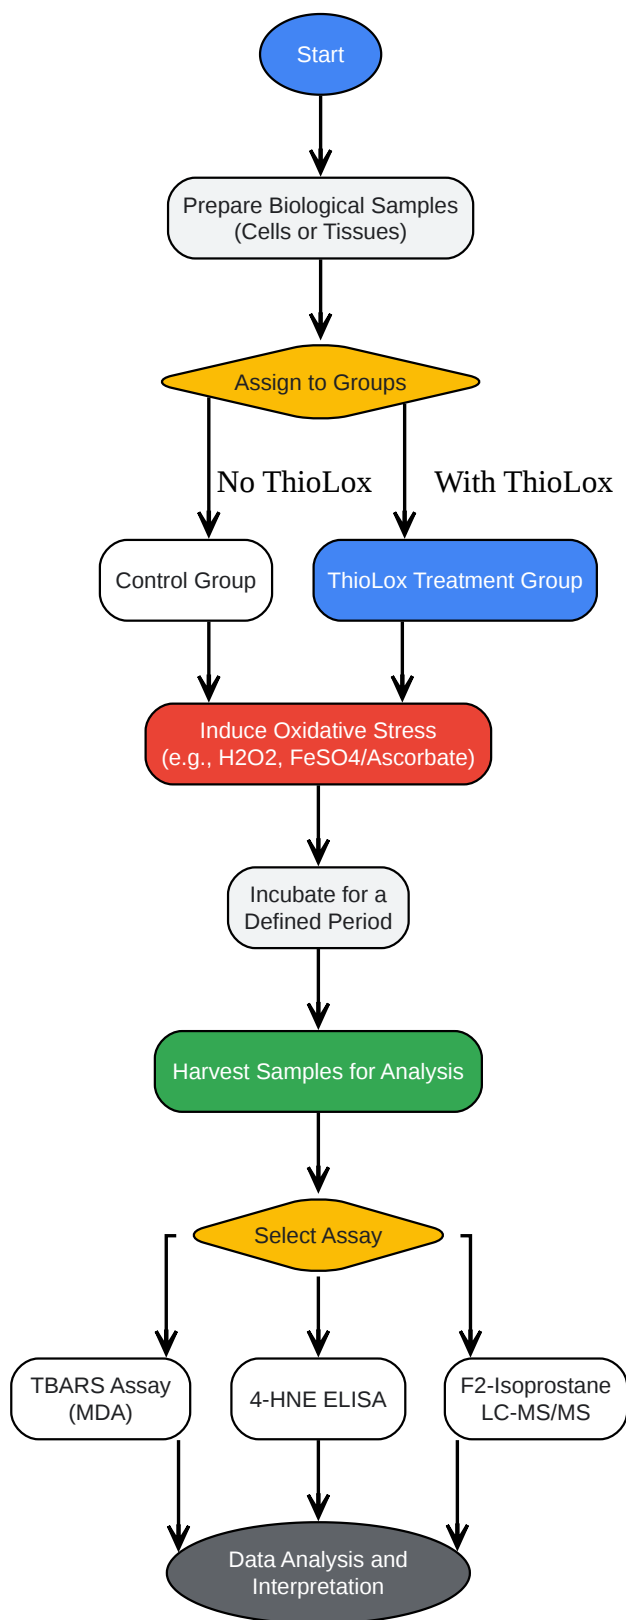 Start
Prepare Biological Samples
(Cells or Tissues)
Assign to Groups
No ThioLox
With ThioLox
Control Group
ThioLox Treatment Group
Induce Oxidative Stress
(e.g., H2O2, FeSO4/Ascorbate)
Incubate for a
Defined Period
Harvest Samples for Analysis
Select Assay
TBARS Assay
(MDA)
4-HNE ELISA
F2-Isoprostane
LC-MS/MS
Data Analysis and
Interpretation